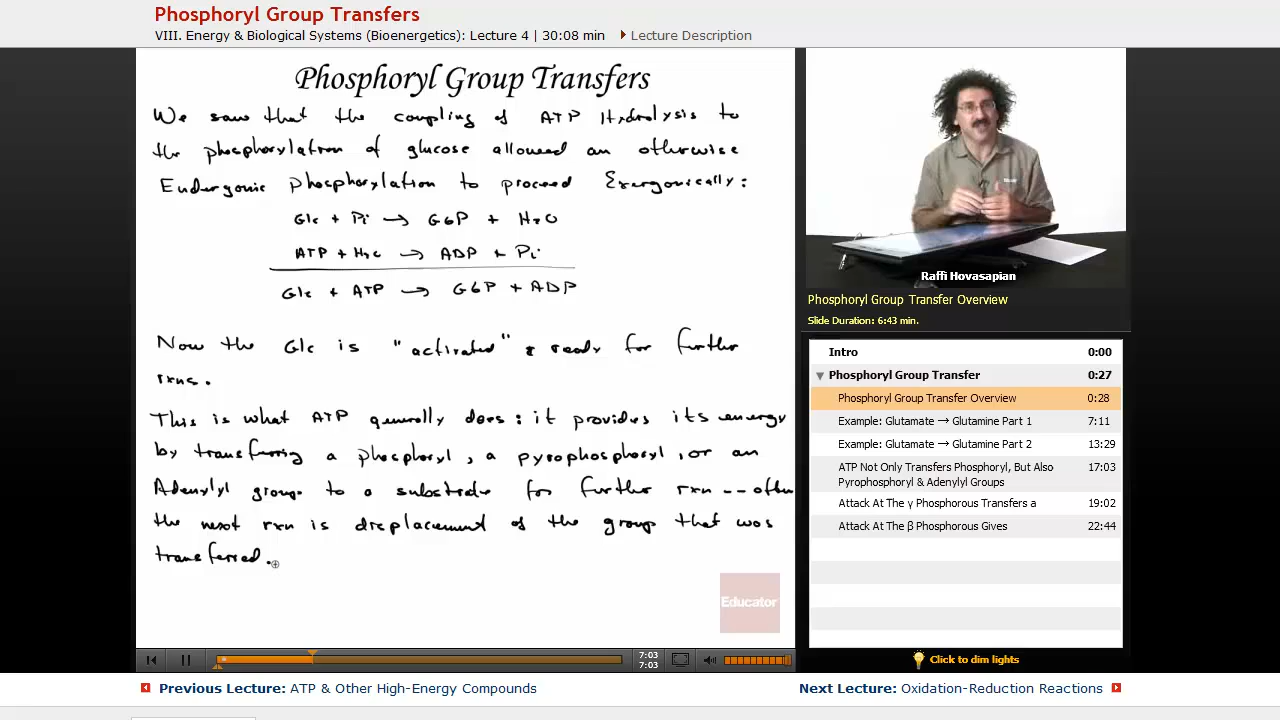 Phosphoryl Group Transfers
VIII. Energy & Biological Systems (Bioenergetics): Lecture 4 | 30:08 min
Lecture Description
Phosphoryl Group Transfers
We saw that the coupling of ATP Hydrolysis to
the phosphorylation of glucose allowed an otherwise
Endergonic phosphorylation to proceed Exergonically:
Glc + Pi → G6P + H2O
ATP + H2O → ADP + Pi
Glc + ATP → G6P + ADP
Now the Glc is "activated" & ready for further
rxns.
This is what ATP generally does: it provides its energy
by transferring a phosphoryl, a pyrophosphoryl, or an
Adenylyl group to a substrate for further rxn -- often
the next rxn is displacement of the group that was
transferred.
Educator
7:03
7:03
Raffi Hovasapian
Phosphoryl Group Transfer Overview
Slide Duration: 6:43 min.
Intro 0:00
Phosphoryl Group Transfer 0:27
Phosphoryl Group Transfer Overview 0:28
Example: Glutamate → Glutamine Part 1 7:11
Example: Glutamate → Glutamine Part 2 13:29
ATP Not Only Transfers Phosphoryl, But Also 17:03
Pyrophosphoryl & Adenylyl Groups
Attack At The γ Phosphorous Transfers a 19:02
Attack At The β Phosphorous Gives 22:44
Click to dim lights
Previous Lecture: ATP & Other High-Energy Compounds
Next Lecture: Oxidation-Reduction Reactions